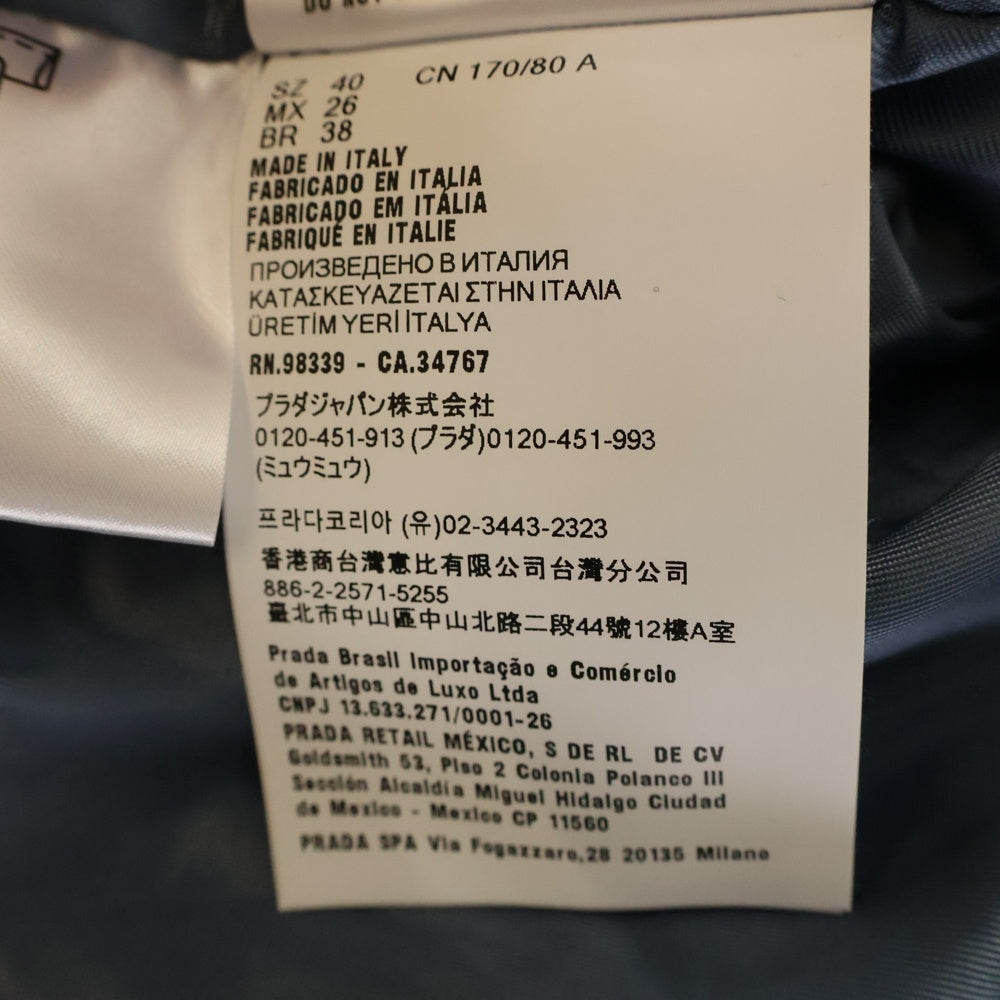 DO NOT
SZ 40 CN 170/80 A
MX 26
BR 38
MADE IN ITALY
FABRICADO EN ITALIA
FABRICADO EM ITÁLIA
FABRIQUÉ EN ITALIE
ПРОИЗВЕДЕНО В ИТАЛИЯ
ΚΑΤΑΣΚΕΥΑΖΕΤΑΙ ΣΤΗΝ ΙΤΑΛΙΑ
ÜRETİM YERİ İTALYA
RN.98339 - CA.34767
プラダジャパン株式会社
0120-451-913 (プラダ)0120-451-993
(ミュウミュウ)
프라다코리아 (유)02-3443-2323
香港商台灣意比有限公司台灣分公司
886-2-2571-5255
臺北市中山區中山北路二段44號12樓A室
Prada Brasil Importação e Comércio
de Artigos de Luxo Ltda
CNPJ 13.633.271/0001-26
PRADA RETAIL MÉXICO, S DE RL DE CV
Goldsmith 53, Piso 2 Colonia Polanco III
Sección Alcaldía Miguel Hidalgo Ciudad
de Mexico - Mexico CP 11560
PRADA SPA Via Fogazzaro,28 20135 Milano